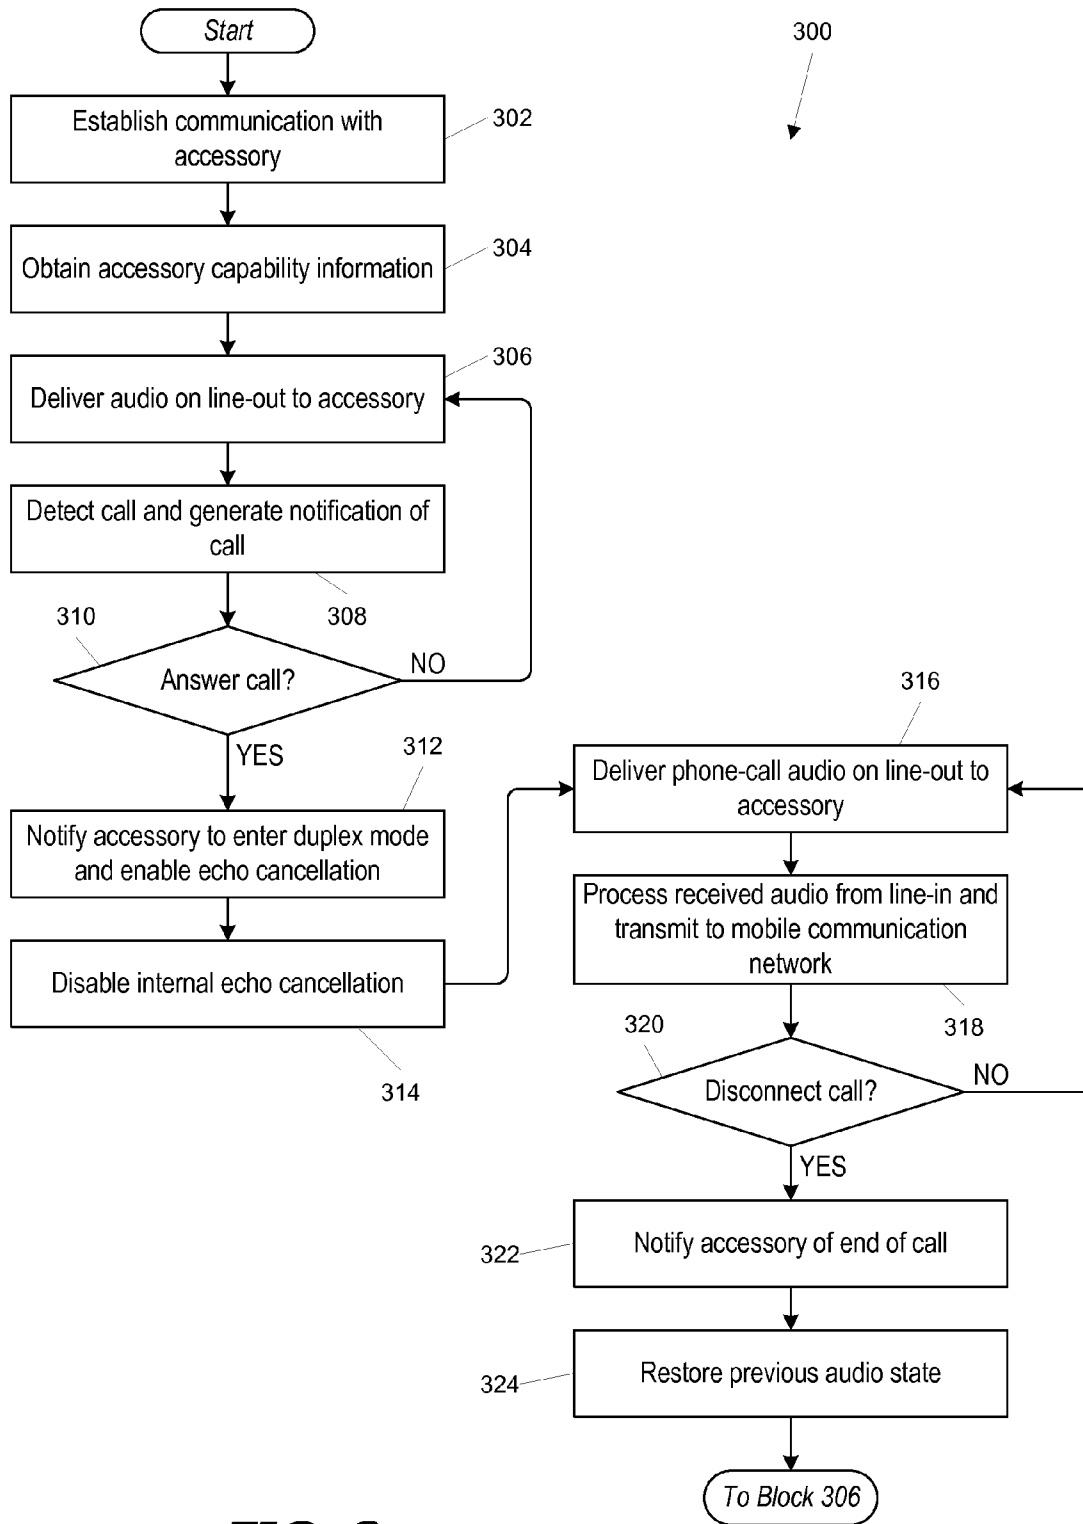 Start
300
Establish communication with
accessory
302
Obtain accessory capability information
304
Deliver audio on line-out to accessory
306
Detect call and generate notification of
call
308
310
Answer call?
NO
YES
312
Notify accessory to enter duplex mode
and enable echo cancellation
Disable internal echo cancellation
314
316
Deliver phone-call audio on line-out to
accessory
Process received audio from line-in and
transmit to mobile communication
network
318
320
Disconnect call?
NO
YES
Notify accessory of end of call
322
Restore previous audio state
324
To Block 306